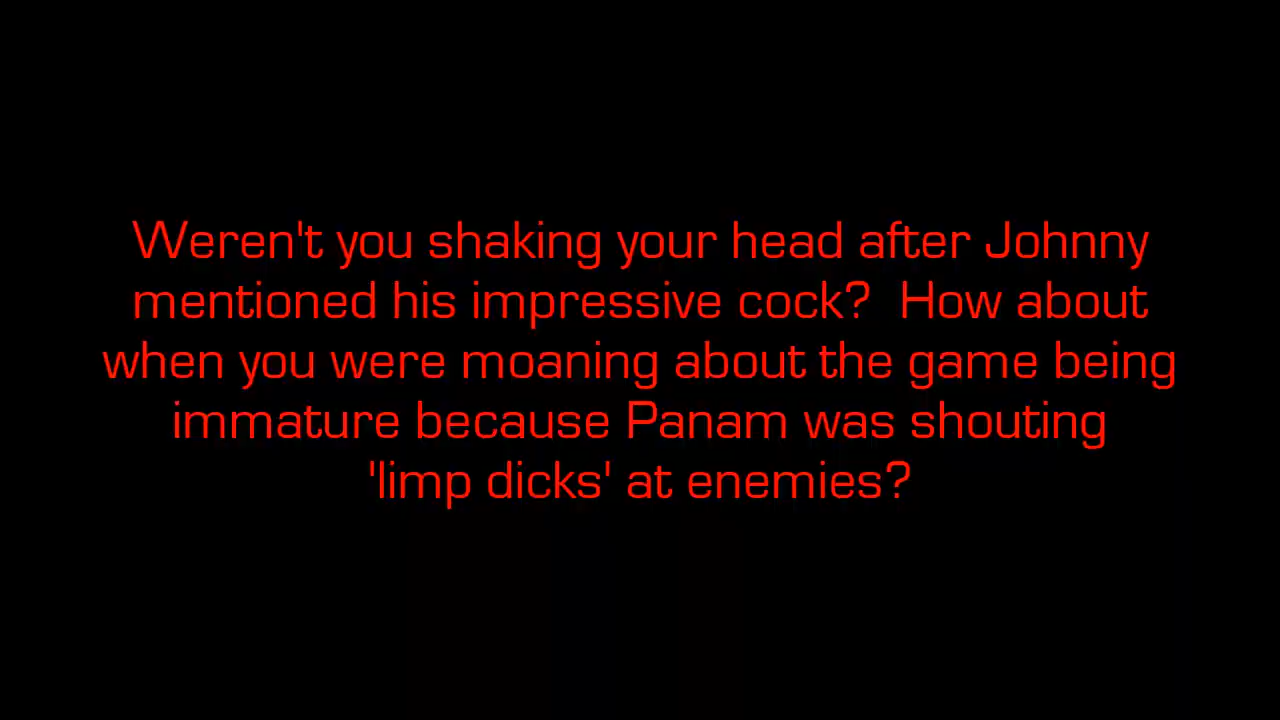 Weren't you shaking your head after Johnny
mentioned his impressive cock?  How about
when you were moaning about the game being
immature because Panam was shouting
'limp dicks' at enemies?